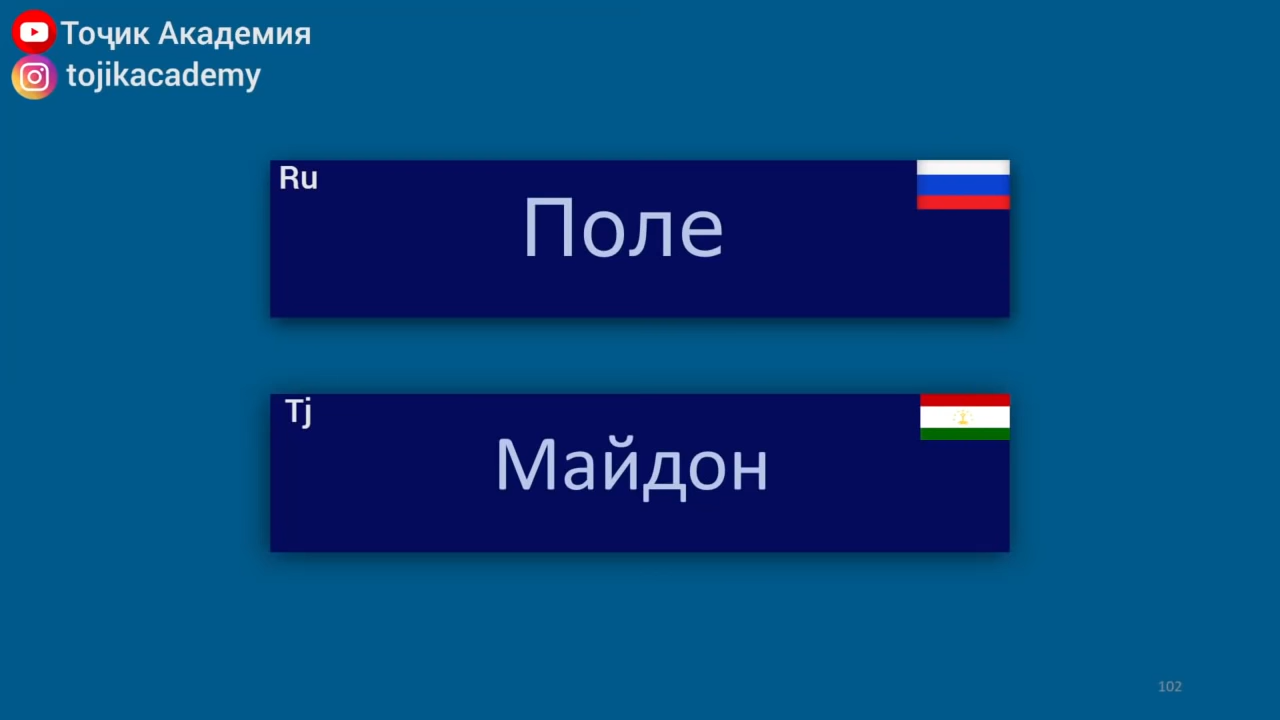 Тоҷик Академия
tojikacademy
Ru
Поле
Tj
Майдон
102